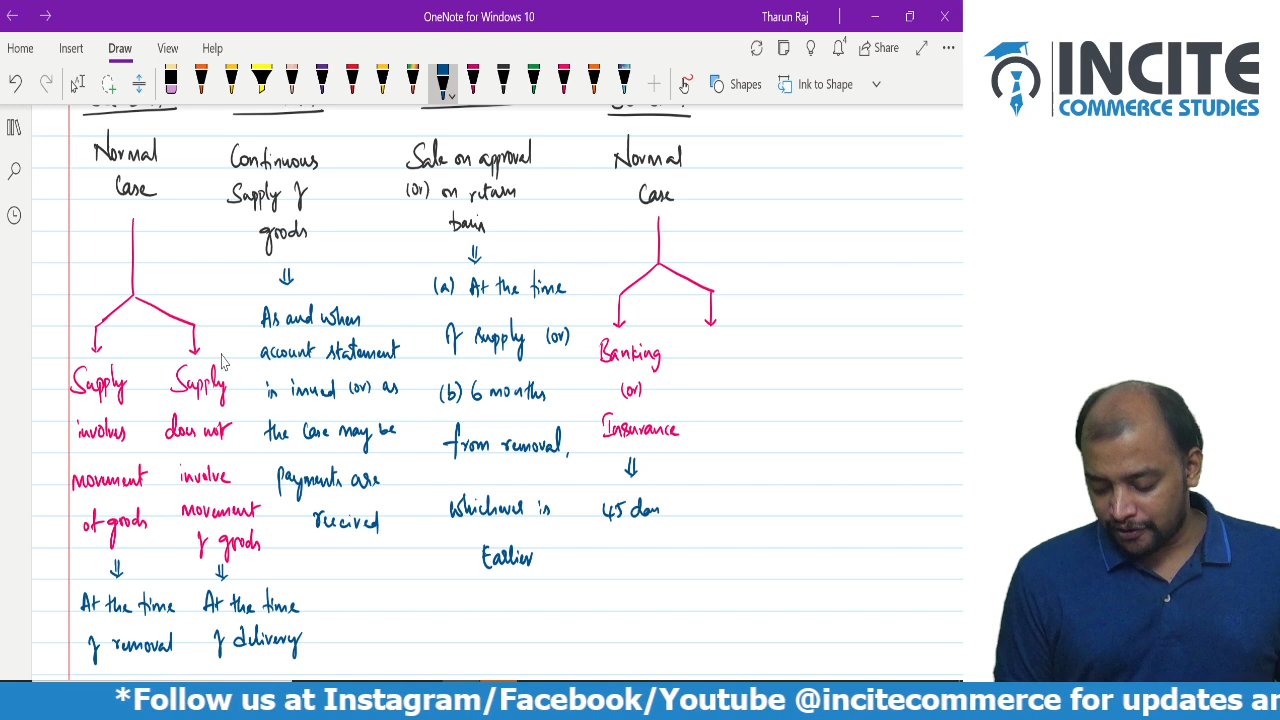 OneNote for Windows 10
Tharun Raj
Home Insert Draw View Help
4
Share
Shapes
Ink to Shape
INCITE
COMMERCE STUDIES
Normal
Case
Supply
involves
movement
of goods
At the time
of removal
Supply
does not
involve
movement
of goods
At the time
of delivery
Continuous
Supply of
goods
As and when
account statement
is issued (or) as
the case may be
payments are
received
Sale on approval
(or) on return
basis
(a) At the time
of supply (or)
(b) 6 months
from removal,
whichever is
Earlier
Normal
Case
Banking
(or)
Insurance
45 day
*Follow us at Instagram/Facebook/Youtube @incitecommerce for updates an